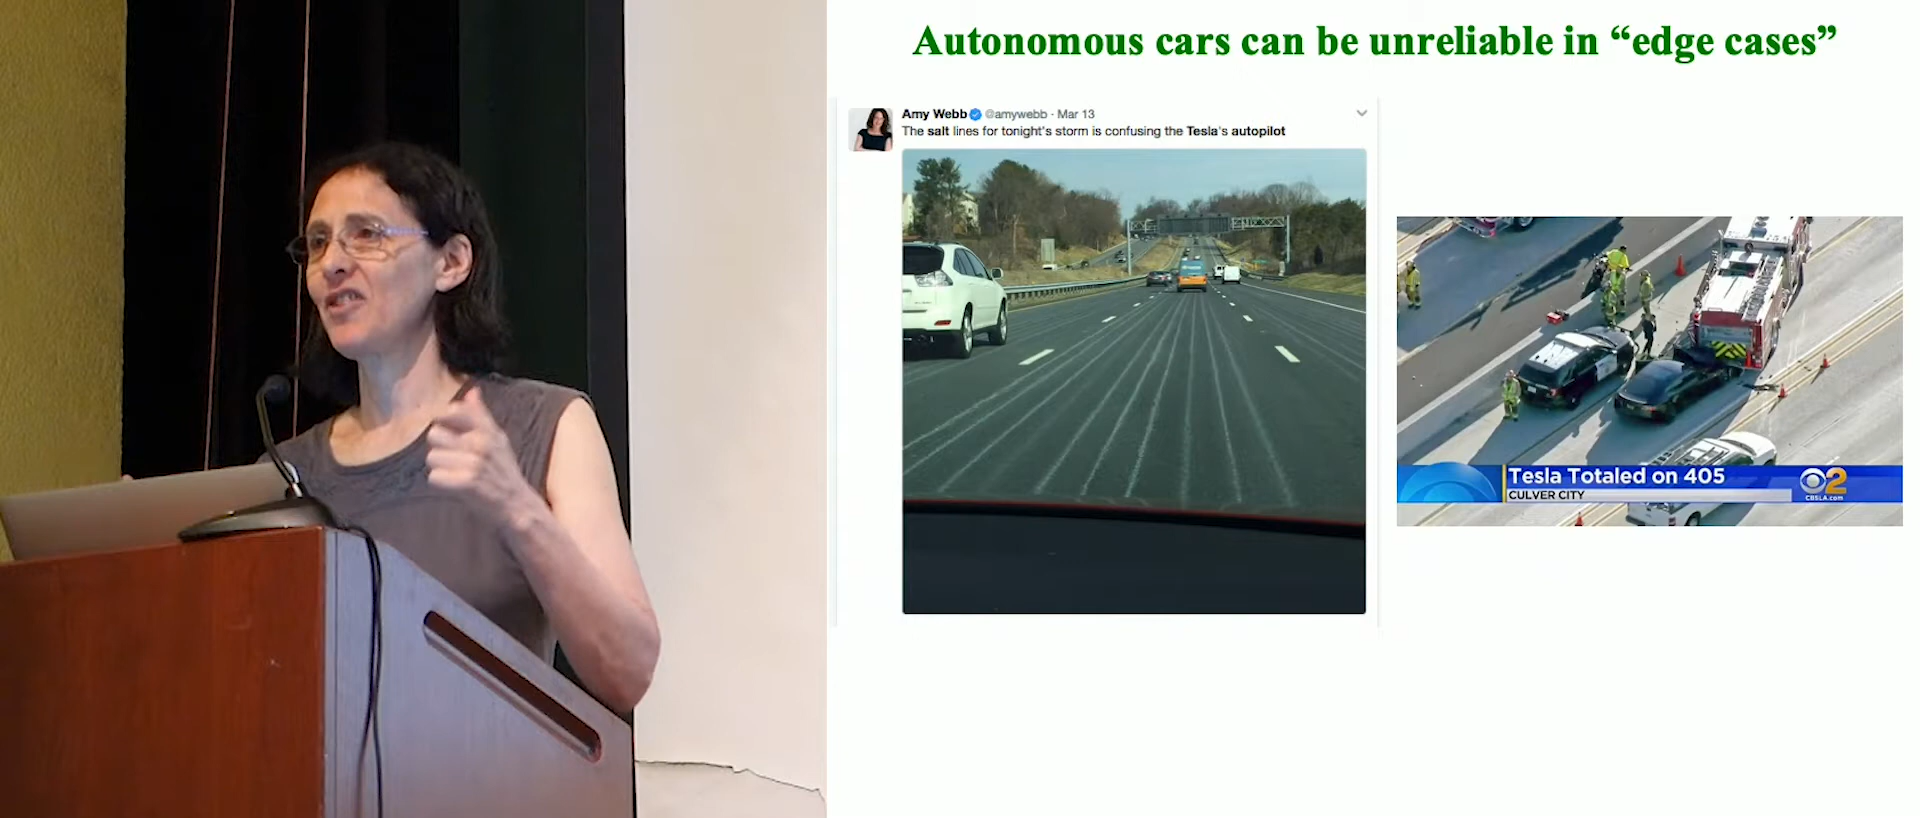 Autonomous cars can be unreliable in “edge cases”
Amy Webb @amywebb · Mar 13
The salt lines for tonight's storm is confusing the Tesla's autopilot
Tesla Totaled on 405
CULVER CITY
2
CBSLA.com